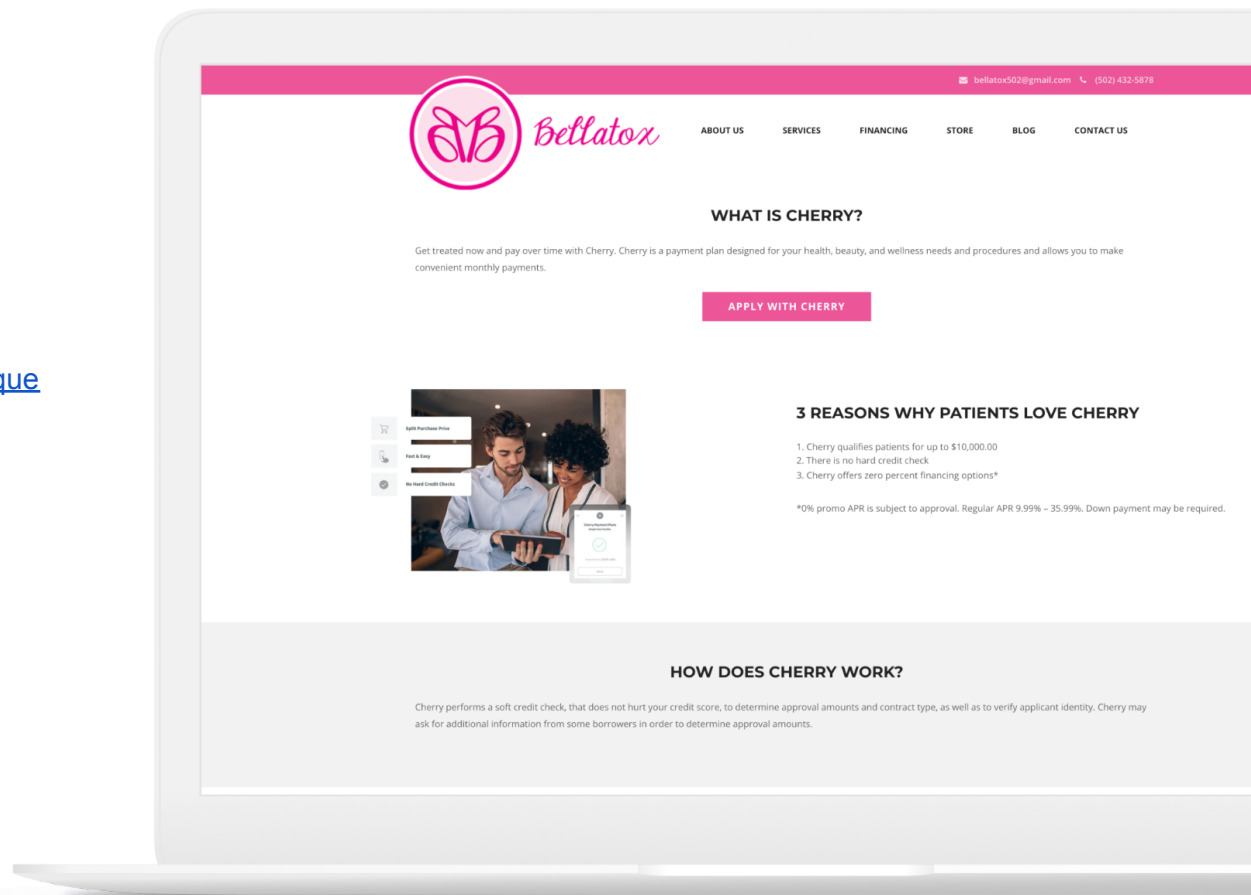 bellatox502@gmail.com (502) 432-5878
Bellatox
ABOUT US SERVICES FINANCING STORE BLOG CONTACT US
WHAT IS CHERRY?
Get treated now and pay over time with Cherry. Cherry is a payment plan designed for your health, beauty, and wellness needs and procedures and allows you to make
convenient monthly payments.
APPLY WITH CHERRY
que
Split Purchase Price
Fast & Easy
No Hard Credit Checks
3 REASONS WHY PATIENTS LOVE CHERRY
1. Cherry qualifies patients for up to $10,000.00
2. There is no hard credit check
3. Cherry offers zero percent financing options*
*0% promo APR is subject to approval. Regular APR 9.99% – 35.99%. Down payment may be required.
HOW DOES CHERRY WORK?
Cherry performs a soft credit check, that does not hurt your credit score, to determine approval amounts and contract type, as well as to verify applicant identity. Cherry may
ask for additional information from some borrowers in order to determine approval amounts.